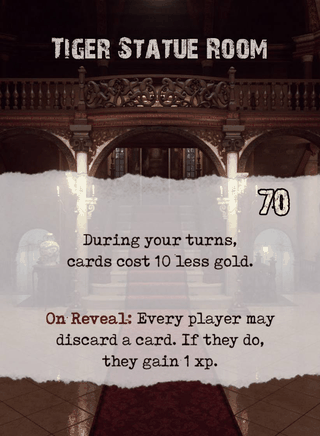 Tiger Statue Room
70
During your turns,
cards cost 10 less gold.
On Reveal: Every player may
discard a card. If they do,
they gain 1 xp.